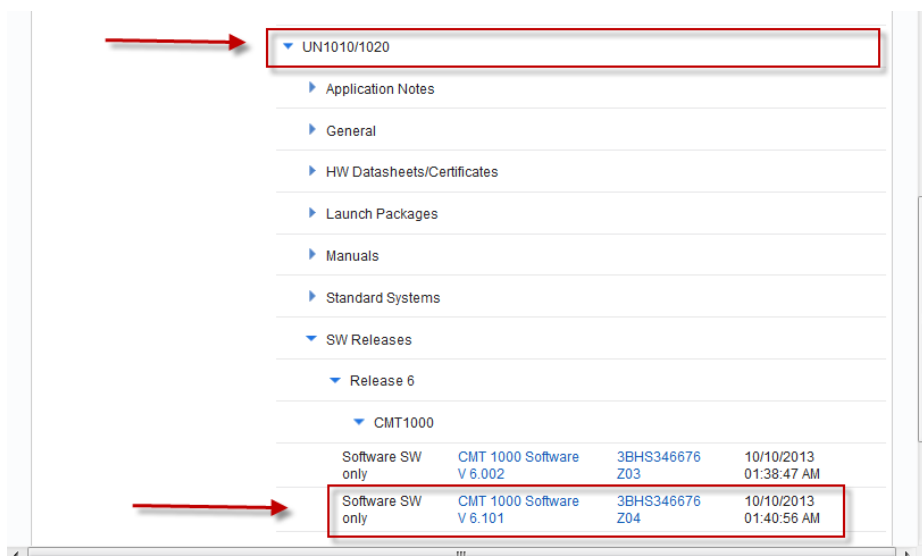 UN1010/1020
Application Notes
General
HW Datasheets/Certificates
Launch Packages
Manuals
Standard Systems
SW Releases
Release 6
CMT1000
Software SW only CMT 1000 Software V 6.002 3BHS346676 Z03 10/10/2013 01:38:47 AM
Software SW only CMT 1000 Software V 6.101 3BHS346676 Z04 10/10/2013 01:40:56 AM